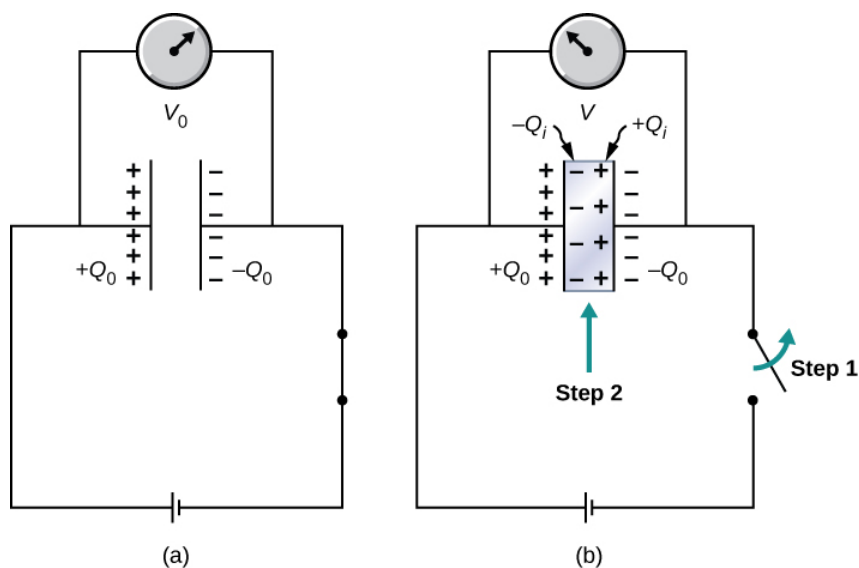 V₀
+Q₀ –Q₀
(a)
V
–Qᵢ +Qᵢ
+Q₀ –Q₀
Step 1
Step 2
(b)